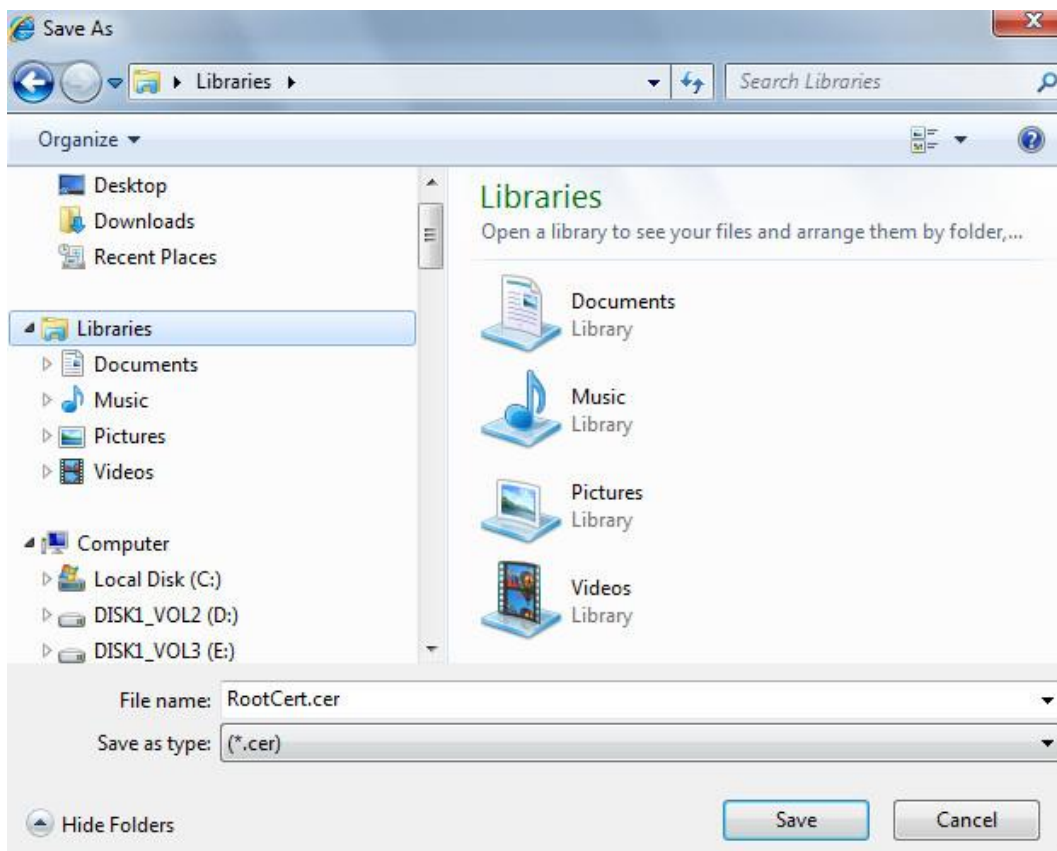 Save As
Libraries
Search Libraries
Organize
Desktop
Downloads
Recent Places
Libraries
Documents
Music
Pictures
Videos
Computer
Local Disk (C:)
DISK1_VOL2 (D:)
DISK1_VOL3 (E:)
Libraries
Open a library to see your files and arrange them by folder,...
Documents
Library
Music
Library
Pictures
Library
Videos
Library
File name: RootCert.cer
Save as type: (*.cer)
Hide Folders
Save
Cancel